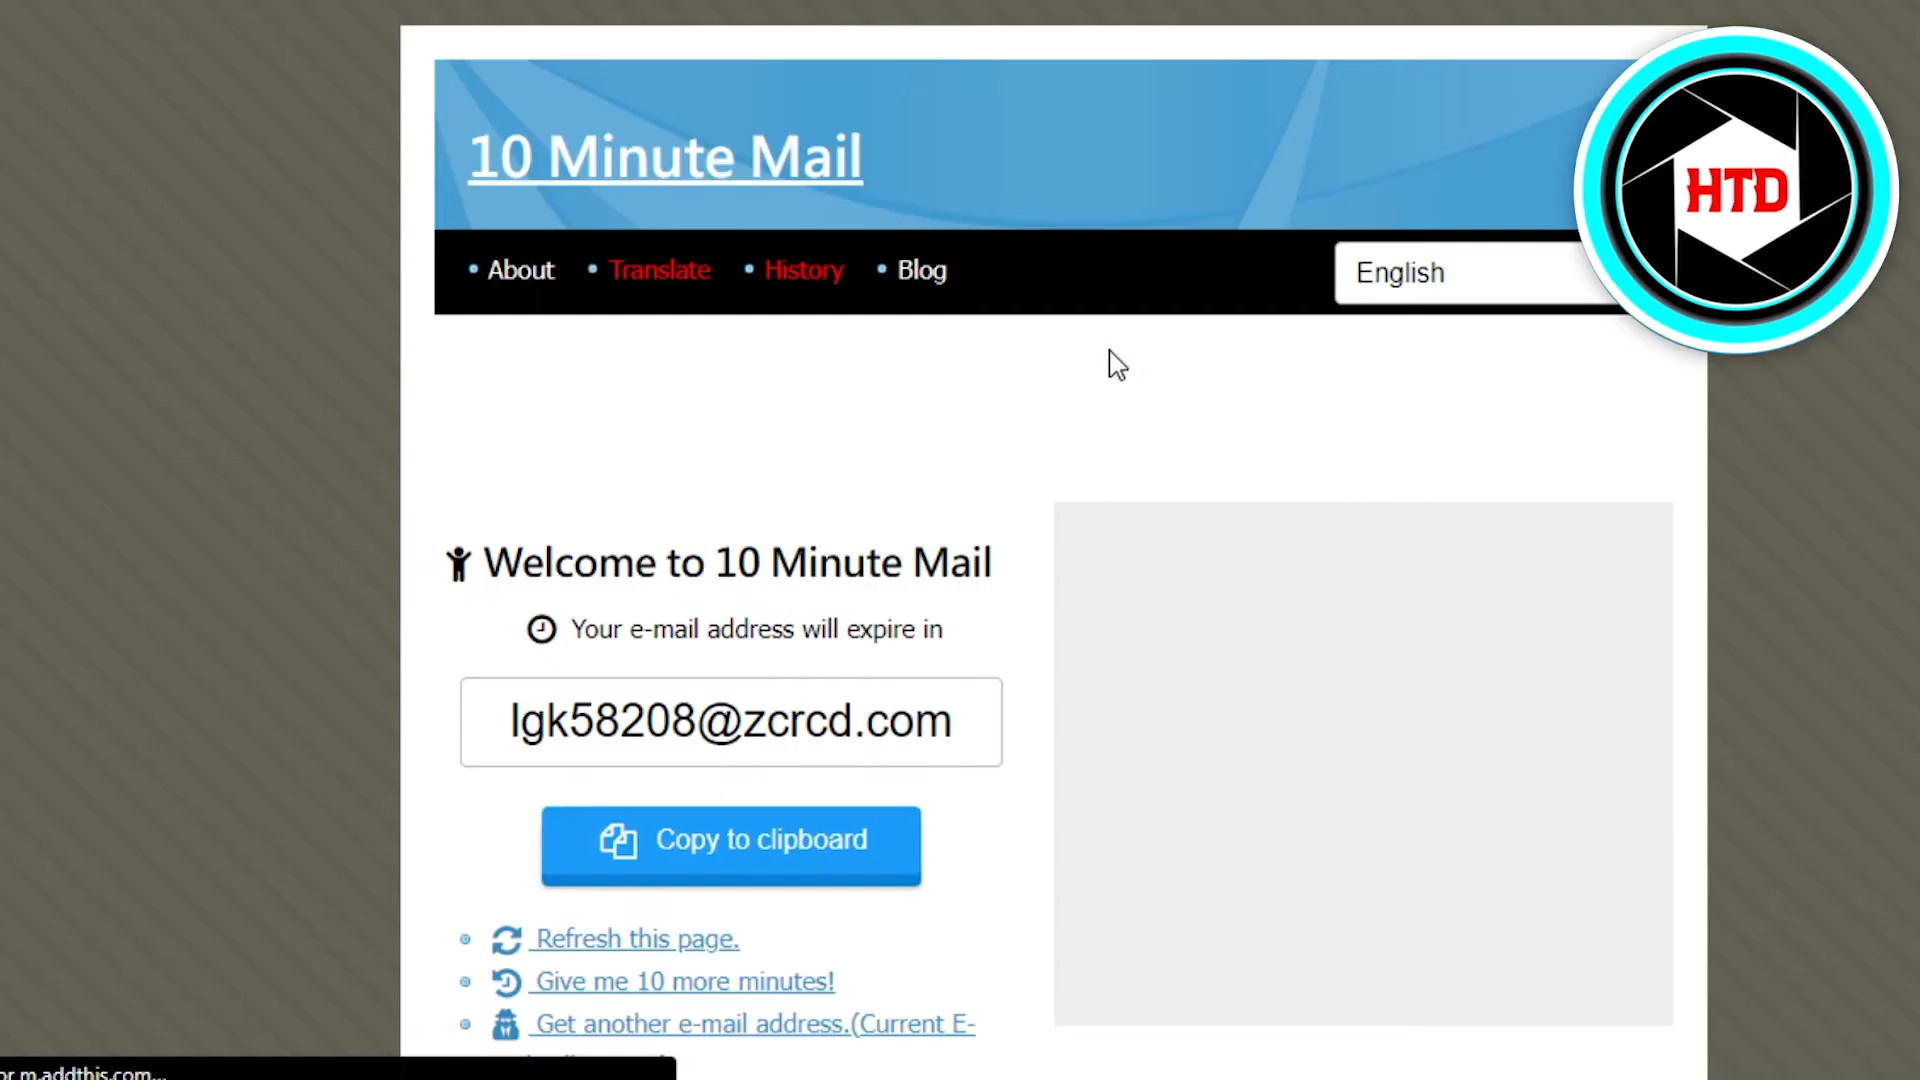 10 Minute Mail
HTD
About
Translate
History
Blog
English
Welcome to 10 Minute Mail
Your e-mail address will expire in
lgk58208@zcrcd.com
Copy to clipboard
Refresh this page.
Give me 10 more minutes!
Get another e-mail address.(Current E-
or m.addthis.com...